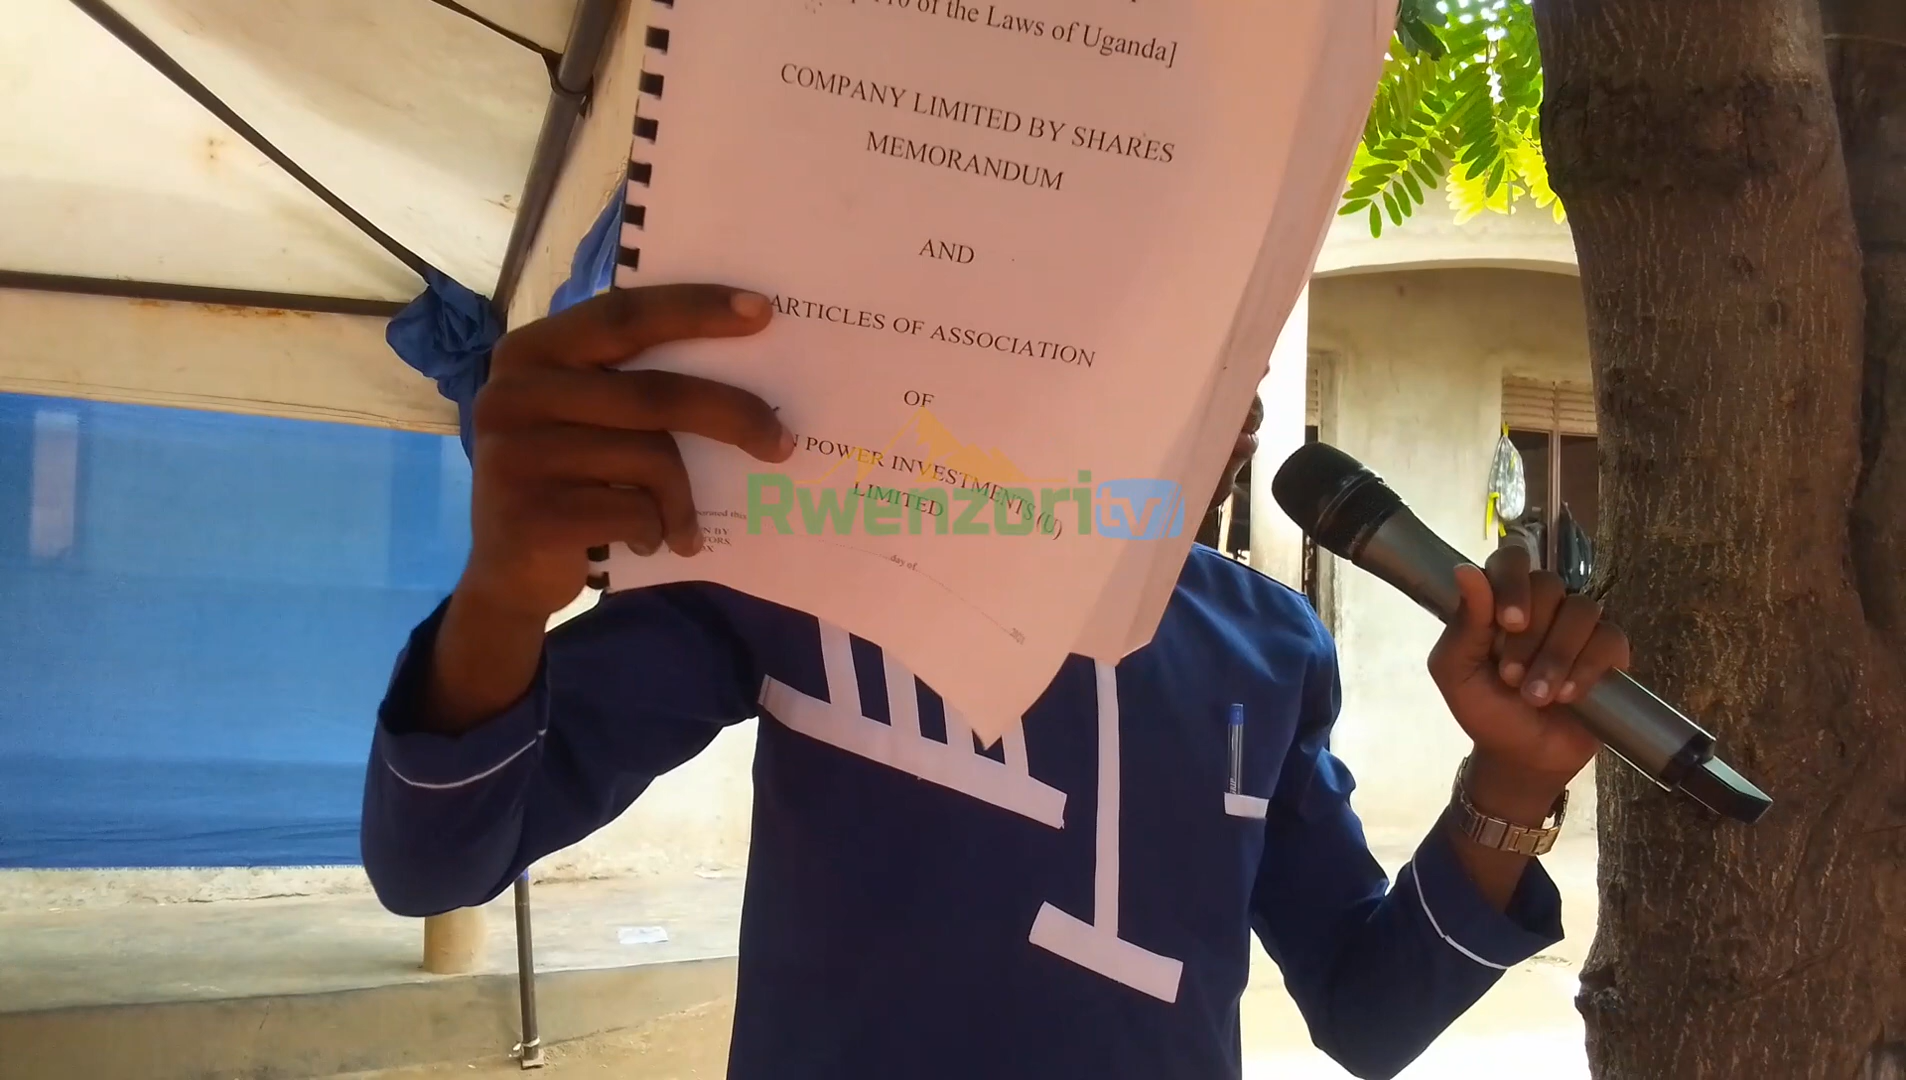 of the Laws of Uganda]
COMPANY LIMITED BY SHARES
MEMORANDUM
AND
ARTICLES OF ASSOCIATION
OF
POWER INVESTMENTS (U)
LIMITED
Rwenzori tv
day of